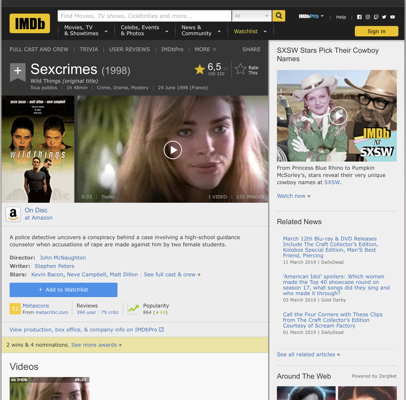 IMDb
Find Movies, TV shows, Celebrities and more...
All
IMDbPro
Help
Movies, TV
& Showtimes
Celebs, Events
& Photos
News &
Community
Watchlist
Sign in
FULL CAST AND CREW | TRIVIA | USER REVIEWS | IMDbPro | MORE
SHARE
Sexcrimes (1998)
Wild Things (original title)
Tous publics | 1h 48min | Crime, Drama, Mystery | 24 June 1998 (France)
6,5/10
Rate
This
kevin bacon matt dillon neve campbell
wildthings
0:33 | Trailer
1 VIDEO | 132 IMAGES
On Disc
at Amazon
A police detective uncovers a conspiracy behind a case involving a high-school guidance
counselor when accusations of rape are made against him by two female students.
Director: John McNaughton
Writer: Stephen Peters
Stars: Kevin Bacon, Neve Campbell, Matt Dillon | See full cast & crew »
+ Add to Watchlist
52
Metascore
From metacritic.com
Reviews
394 user | 75 critic
Popularity
View production, box office, & company info on IMDbPro
2 wins & 4 nominations. See more awards »
Videos
SXSW Stars Pick Their Cowboy
Names
IMDb
AT
SXSW
From Princess Blue Rhino to Pumpkin
McSorley's, stars reveal their very unique
cowboy names at SXSW.
Watch now »
Related News
March 12th Blu-ray & DVD Releases
Include The Craft Collector's Edition,
Kolobos Special Edition, Man'S Best
Friend, Piercing
11 March 2019 | DailyDead
'American Idol' spoilers: Which women
made the Top 40 showcase round on
season 17, what songs did they sing and
who made it through?
03 March 2019 | Gold Derby
Call the Four Corners with These Clips
from The Craft Collector's Edition
Courtesy of Scream Factory
01 March 2019 | DailyDead
See all related articles »
Around The Web | Powered by ZergNet